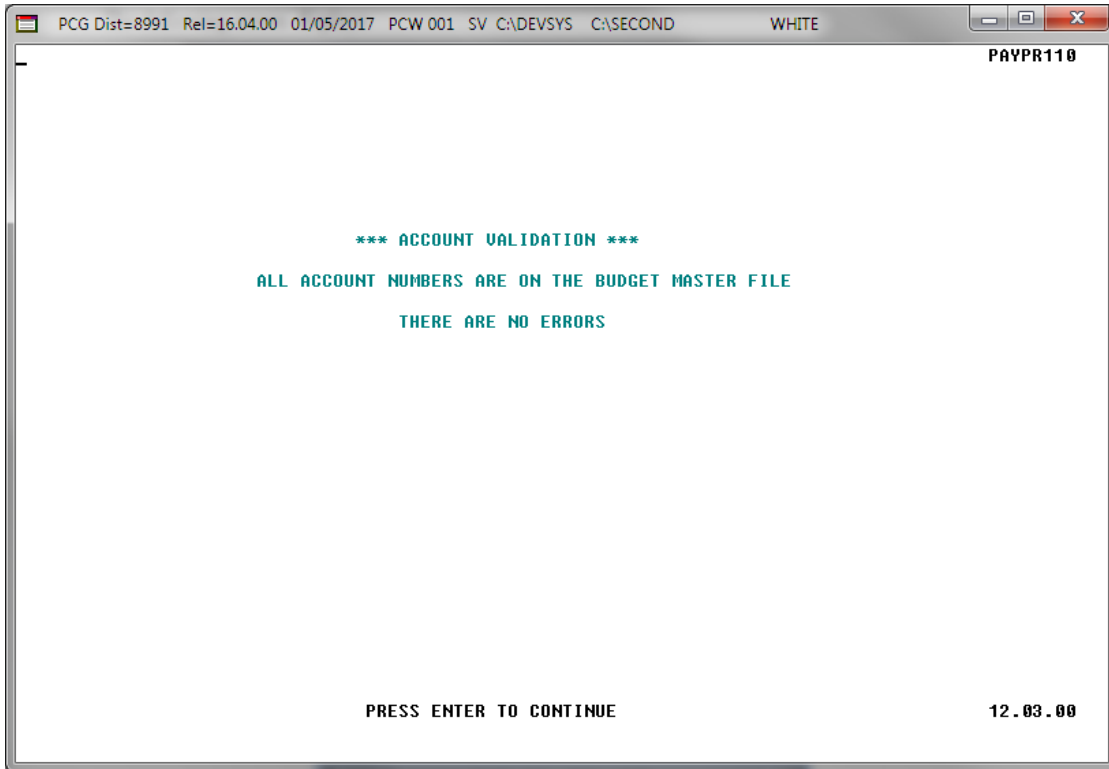 PCG Dist=8991 Rel=16.04.00 01/05/2017 PCW 001 SV C:\DEVSYS C:\SECOND WHITE
PAYPR110
*** ACCOUNT VALIDATION ***
ALL ACCOUNT NUMBERS ARE ON THE BUDGET MASTER FILE
THERE ARE NO ERRORS
PRESS ENTER TO CONTINUE 12.03.00